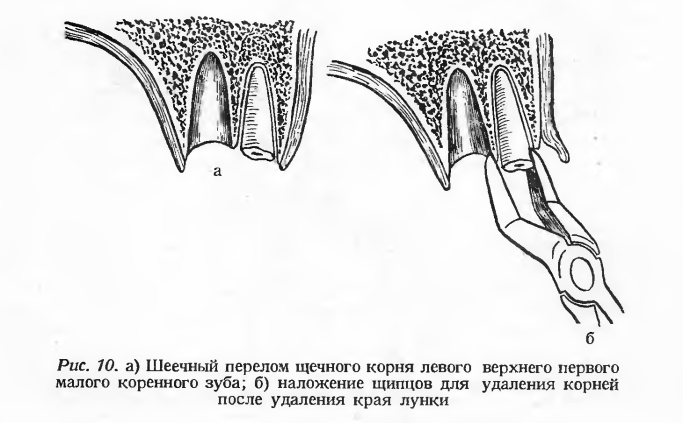 а
б
Рис. 10. а) Шеечный перелом щечного корня левого верхнего первого
малого коренного зуба; б) наложение щипцов для удаления корней
после удаления края лунки